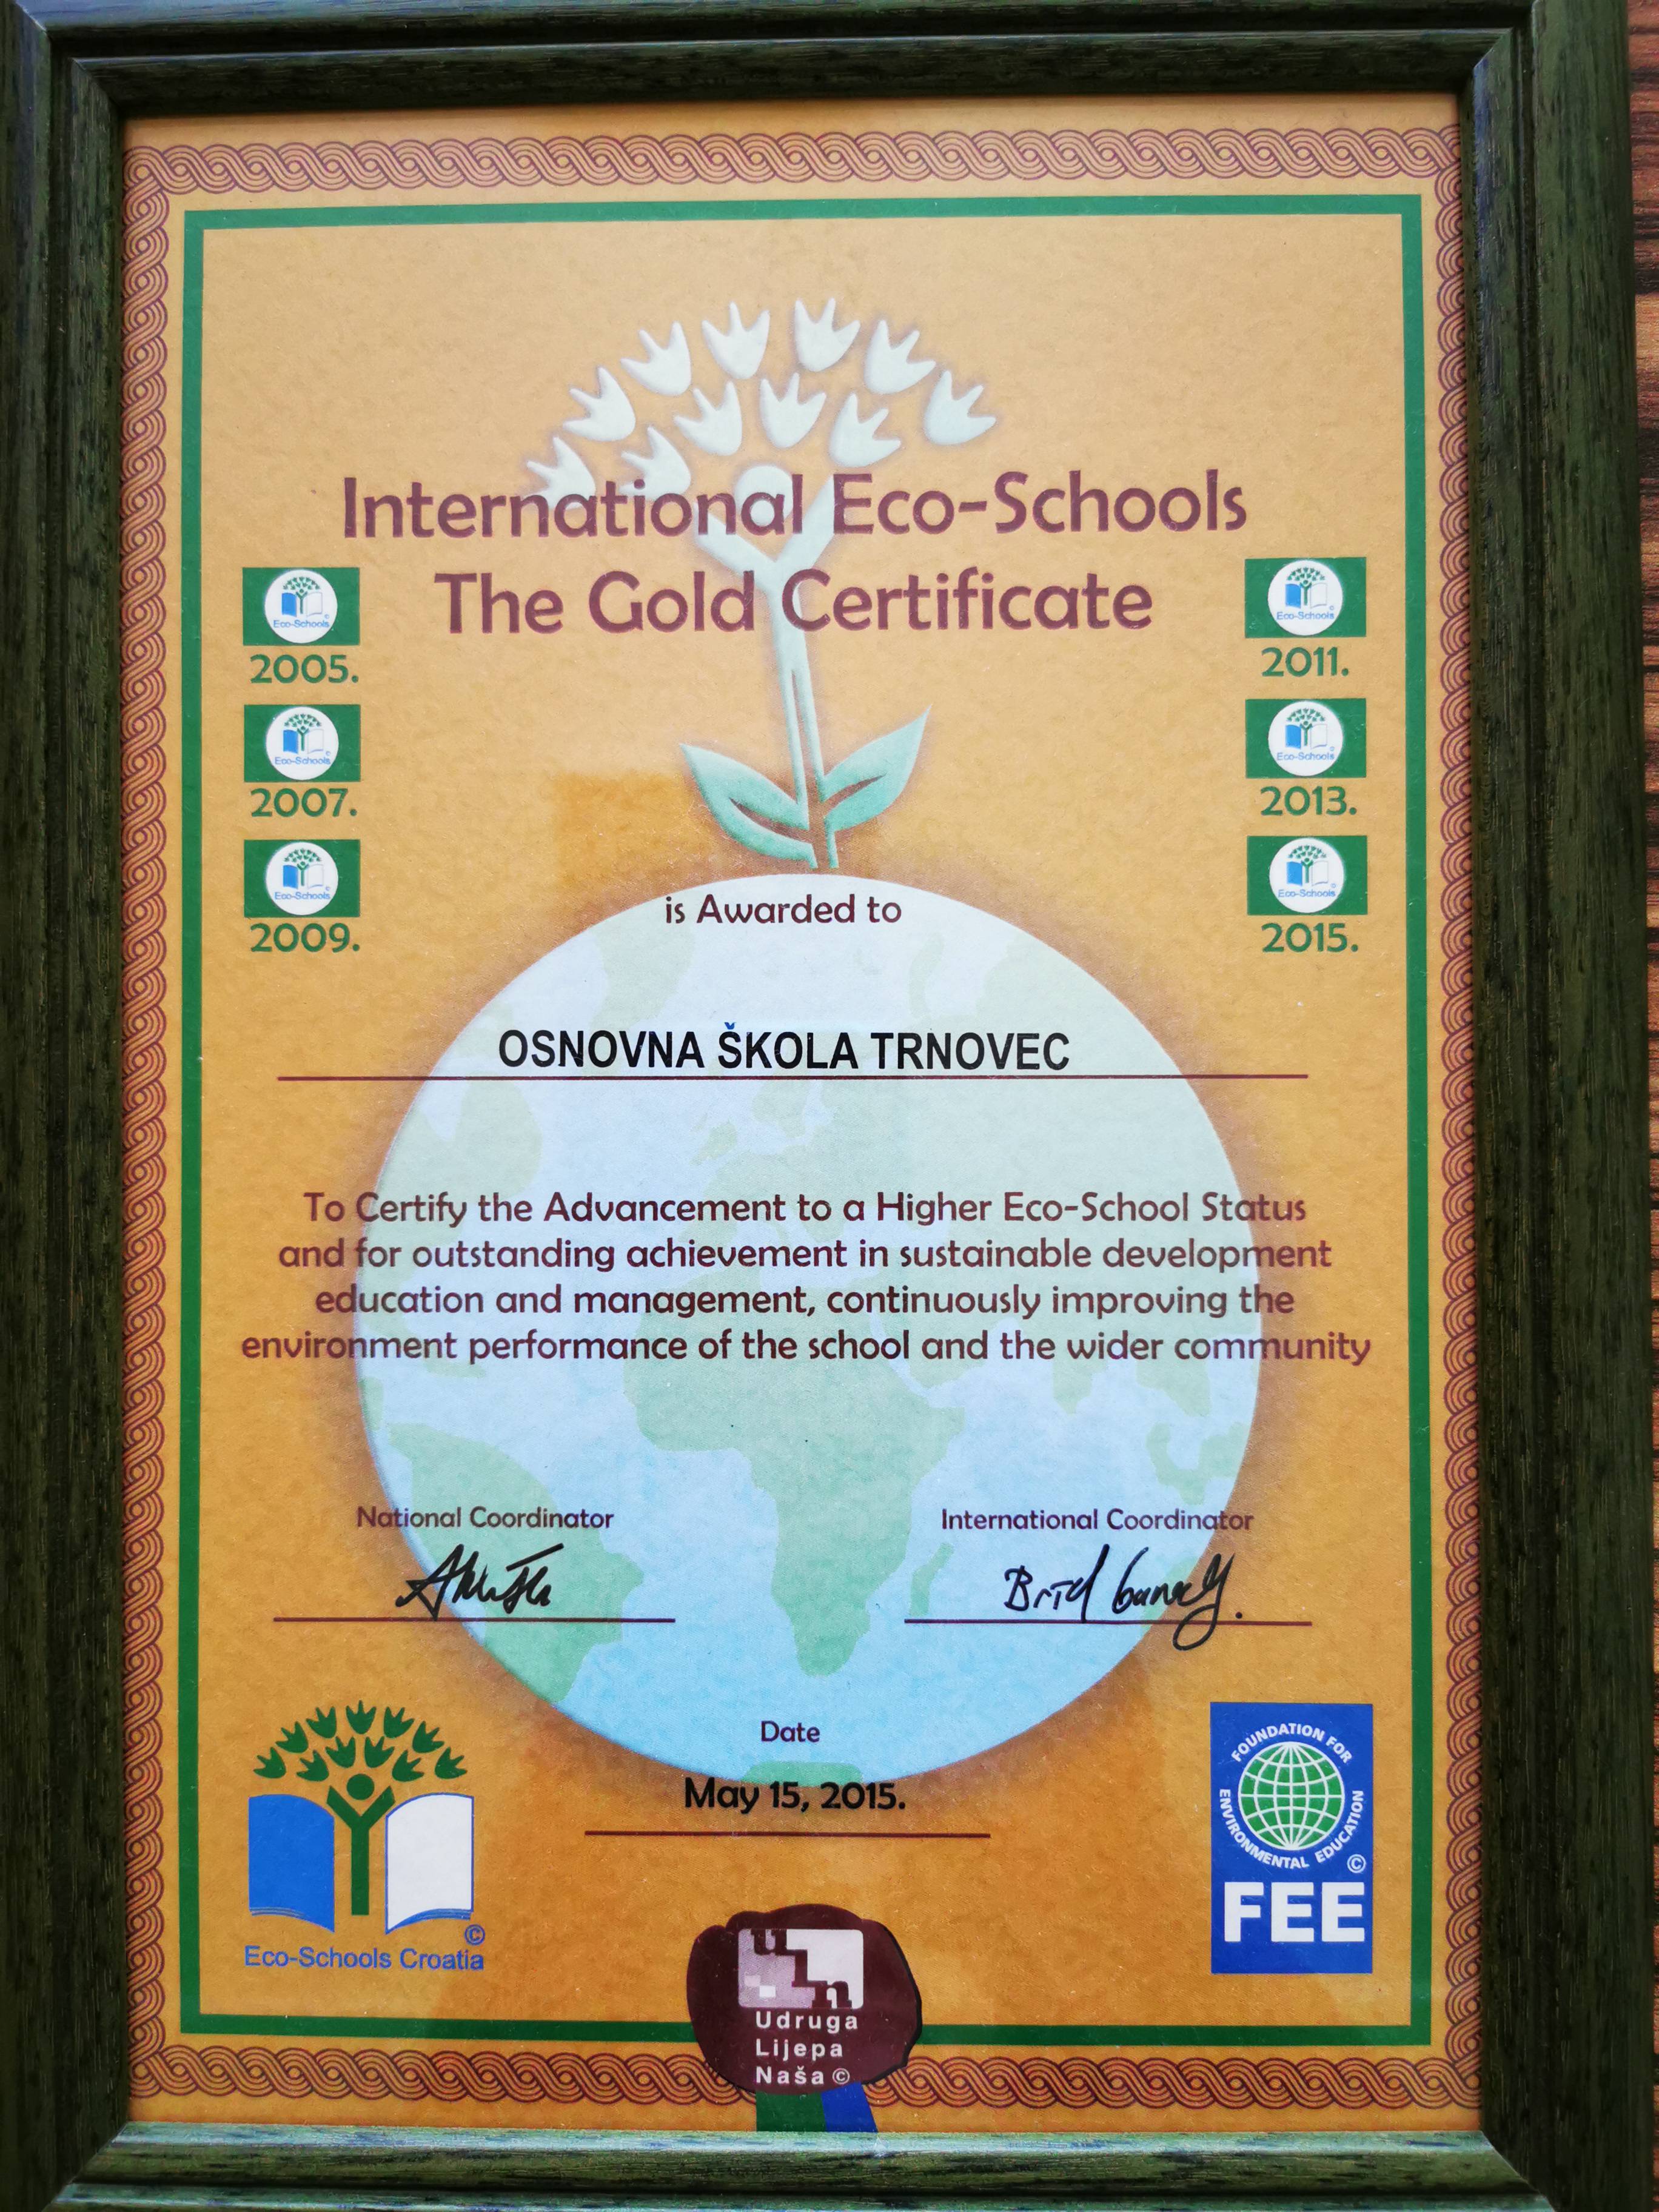 International Eco-Schools
The Gold Certificate
Eco-Schools
2005.
Eco-Schools
2007.
Eco-Schools
2009.
Eco-Schools
2011.
Eco-Schools
2013.
Eco-Schools
2015.
is Awarded to
OSNOVNA ŠKOLA TRNOVEC
To Certify the Advancement to a Higher Eco-School Status
and for outstanding achievement in sustainable development
education and management, continuously improving the
environment performance of the school and the wider community
National Coordinator
International Coordinator
Date
May 15, 2015.
©
Eco-Schools Croatia
FOUNDATION FOR
ENVIRONMENTAL EDUCATION
©
FEE
uln
Udruga
Lijepa
Naša ©